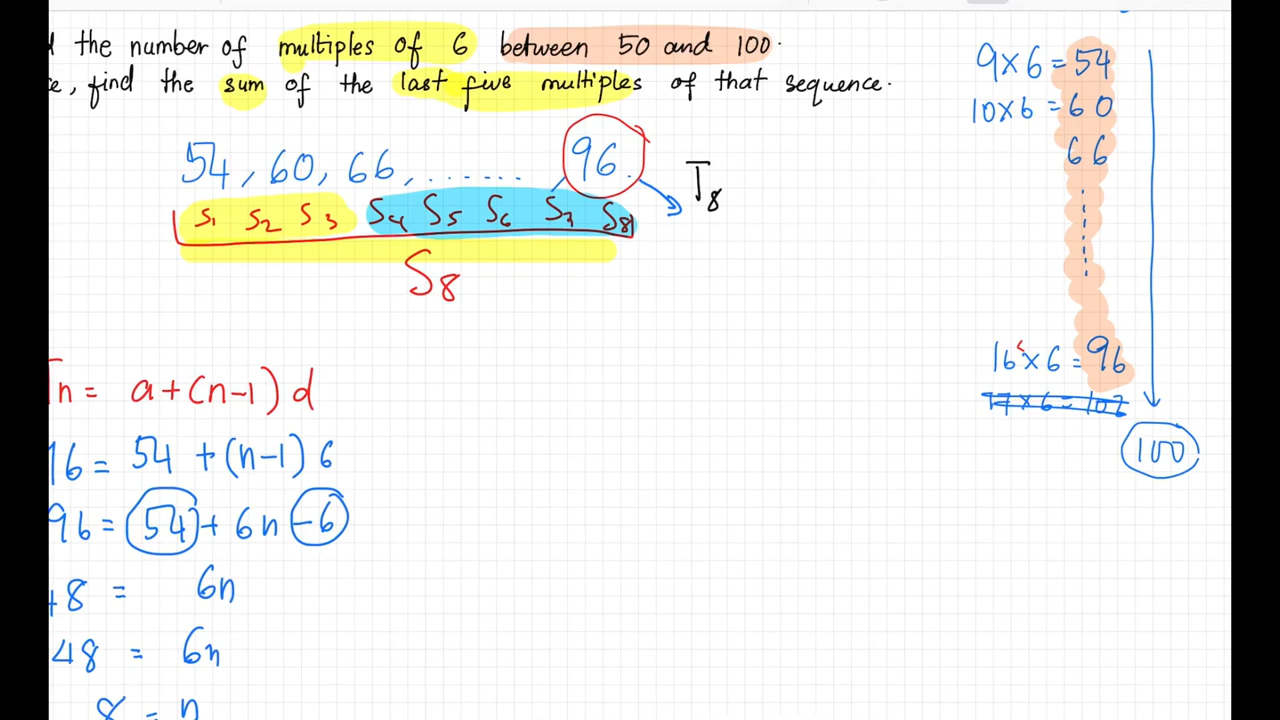 the number of multiples of 6 between 50 and 100.
, find the sum of the last five multiples of that sequence.
54, 60, 66, ....... 96.
T8
S1 S2 S3 S4 S5 S6 S7 S8
S8
Tn = a + (n-1) d
96 = 54 + (n-1) 6
96 = 54 + 6n -6
48 = 6n
48 = 6n
8 = n
9 x 6 = 54
10 x 6 = 60
66
16 x 6 = 96
17 x 6 = 102
100